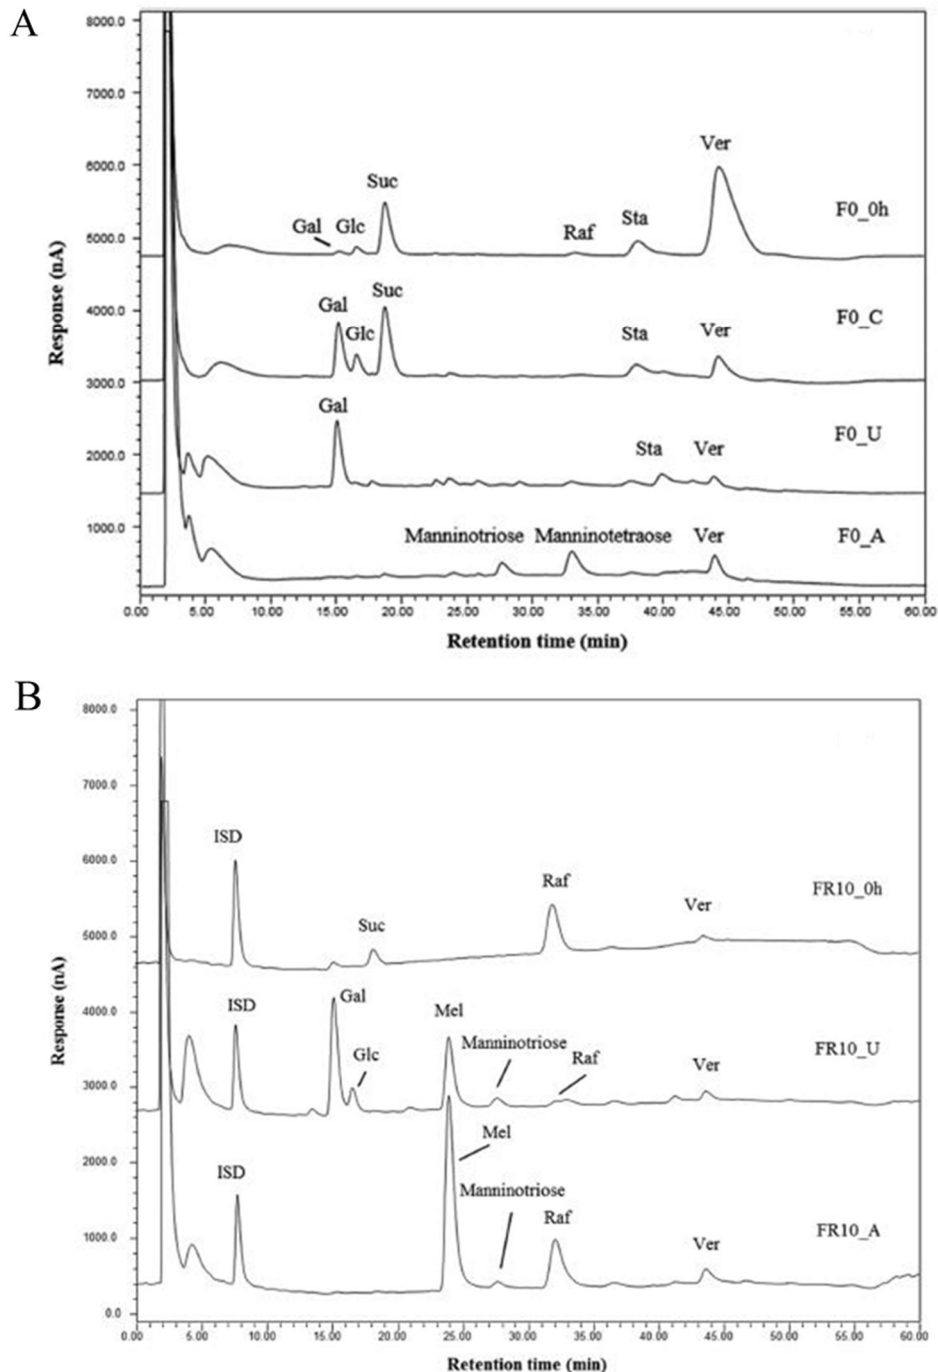 A
8000.0
7000.0
6000.0
5000.0
4000.0
3000.0
2000.0
1000.0
Response (nA)
Gal Glc Suc Raf Sta Ver F0_0h
Gal Glc Suc Sta Ver F0_C
Gal Sta Ver F0_U
Manninotriose Manninotetraose Ver F0_A
0.00 5.00 10.00 15.00 20.00 25.00 30.00 35.00 40.00 45.00 50.00 55.00 60.00
Retention time (min)
B
8000.0
7000.0
6000.0
5000.0
4000.0
3000.0
2000.0
1000.0
0.0
Response (nA)
ISD Suc Raf Ver FR10_0h
ISD Gal Glc Mel Manninotriose Raf Ver FR10_U
ISD Mel Manninotriose Raf Ver FR10_A
0.00 5.00 10.00 15.00 20.00 25.00 30.00 35.00 40.00 45.00 50.00 55.00 60.00
Retention time (min)